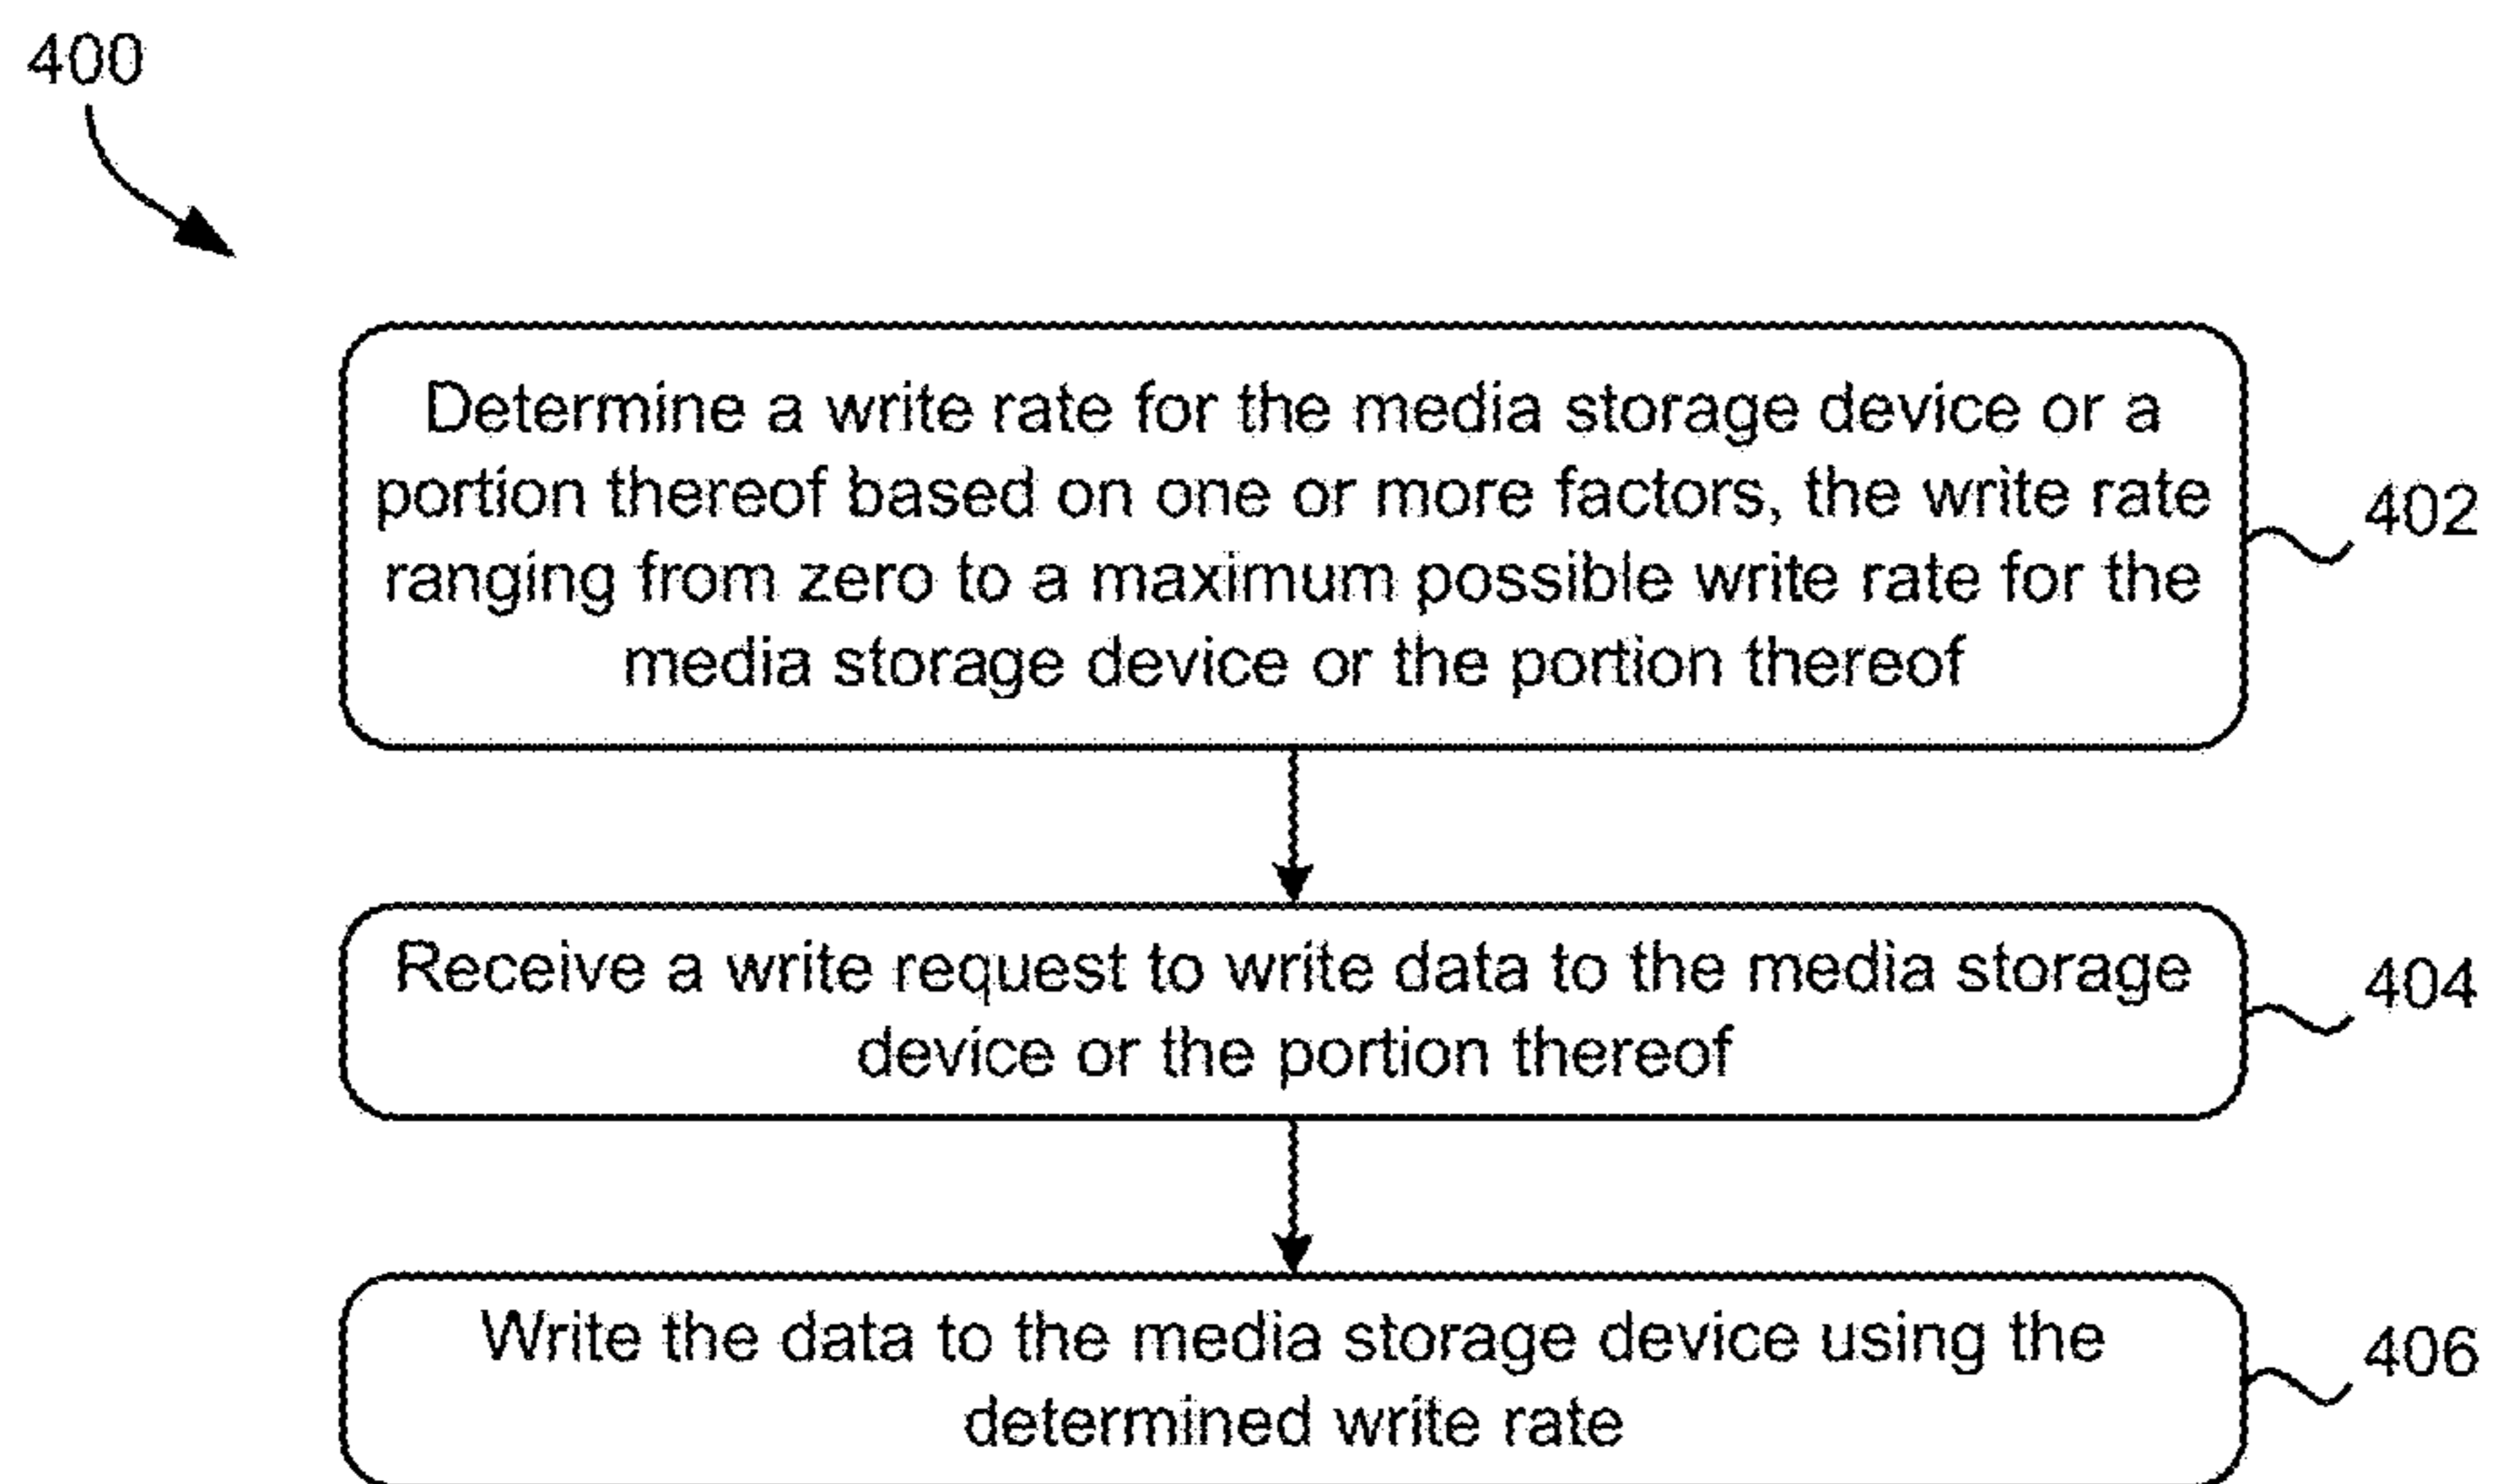 400
Determine a write rate for the media storage device or a
portion thereof based on one or more factors, the write rate
ranging from zero to a maximum possible write rate for the
media storage device or the portion thereof
402
Receive a write request to write data to the media storage
device or the portion thereof
404
Write the data to the media storage device using the
determined write rate
406